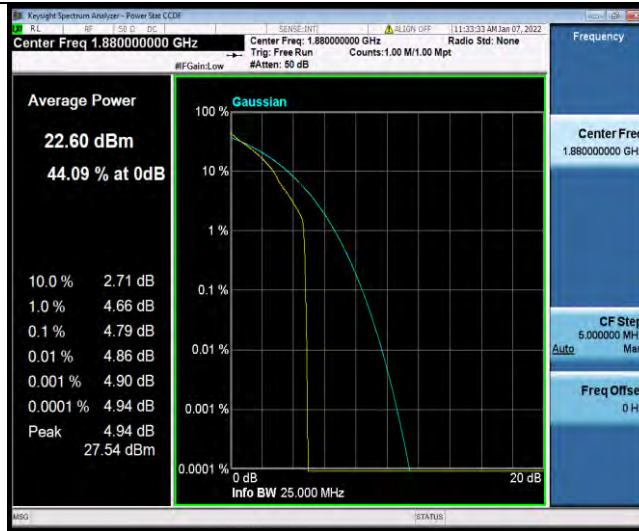 Keysight Spectrum Analyzer - Power Stat CCDF
RL RF 50 Ω DC SENSE:INT ALIGN OFF 11:33:33 AM Jan 07, 2022
Center Freq 1.880000000 GHz
Center Freq: 1.880000000 GHz Radio Std: None
Trig: Free Run Counts:1.00 M/1.00 Mpt
#IFGain:Low #Atten: 50 dB
Frequency
Average Power
22.60 dBm
44.09 % at 0dB
10.0 % 2.71 dB
1.0 % 4.66 dB
0.1 % 4.79 dB
0.01 % 4.86 dB
0.001 % 4.90 dB
0.0001 % 4.94 dB
Peak 4.94 dB
27.54 dBm
Gaussian
100 %
10 %
1 %
0.1 %
0.01 %
0.001 %
0.0001 %
0 dB 20 dB
Info BW 25.000 MHz
Center Fre
1.880000000 GH
CF Step
5.000000 MH
Auto Ma
Freq Offse
0 H
MSG STATUS